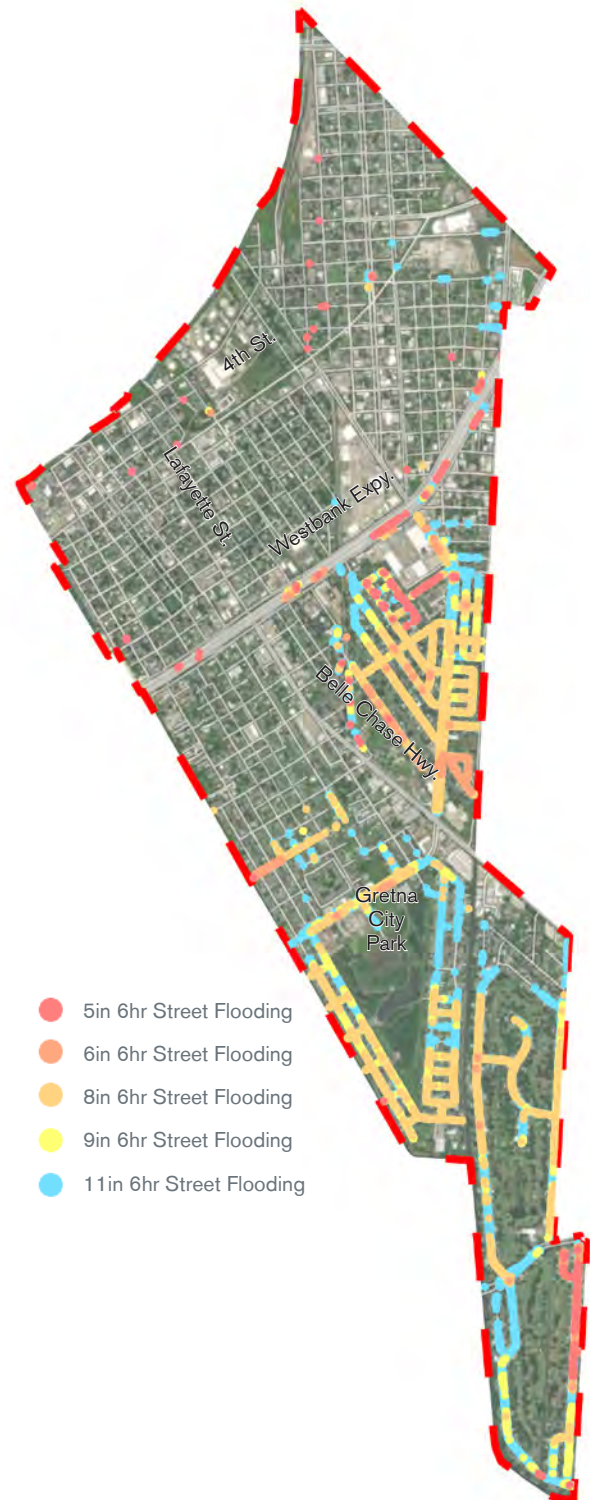 4th St.
Lafayette St.
Westbank Expy.
Belle Chase Hwy.
Gretna
City
Park
5in 6hr Street Flooding
6in 6hr Street Flooding
8in 6hr Street Flooding
9in 6hr Street Flooding
11in 6hr Street Flooding